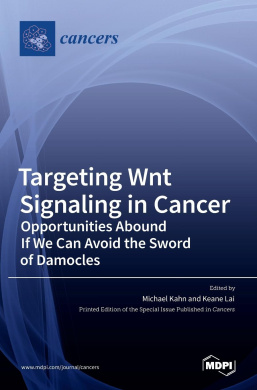 cancers
Targeting Wnt
Signaling in Cancer
Opportunities Abound
If We Can Avoid the Sword
of Damocles
Edited by
Michael Kahn and Keane Lai
Printed Edition of the Special Issue Published in Cancers
www.mdpi.com/journal/cancers
MDPI